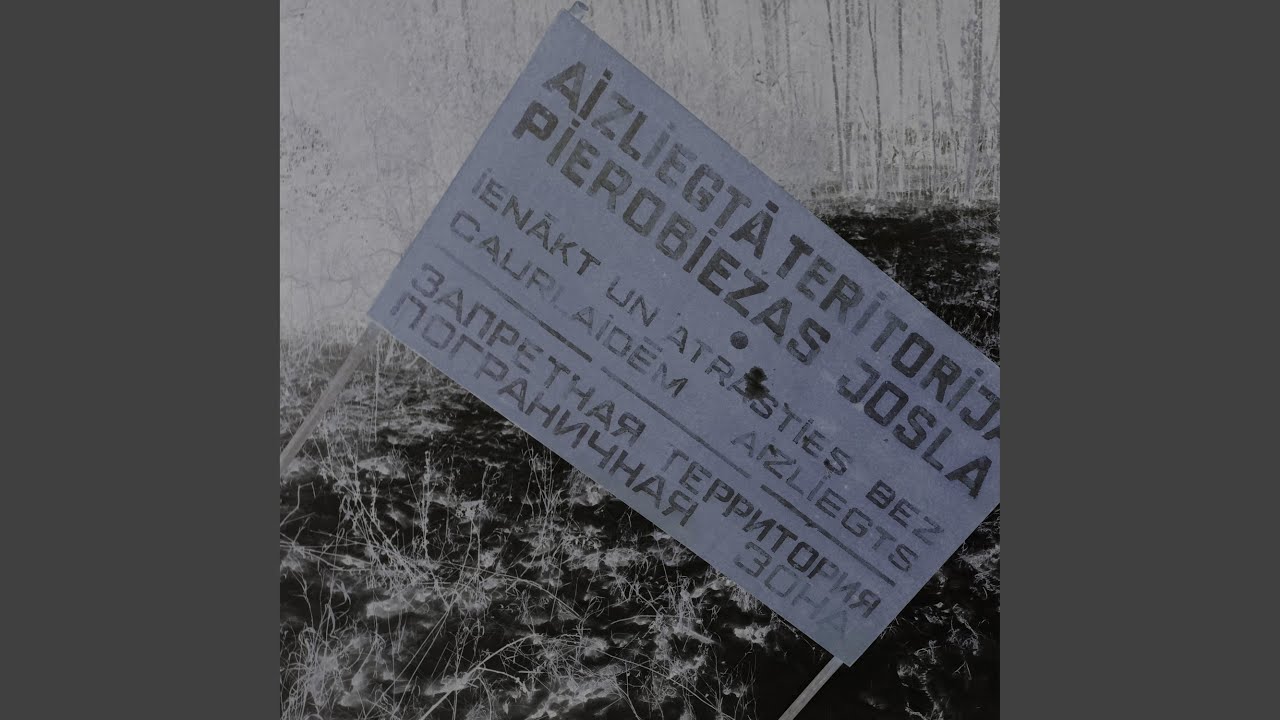 AIZLIEGTĀ TERITORIJA
PIEROBEŽAS JOSLA
IENĀKT UN ATRASTIES BEZ
CAURLAIDĒM AIZLIEGTS
ЗАПРЕТНАЯ ТЕРРИТОРИЯ
ПОГРАНИЧНАЯ ЗОНА